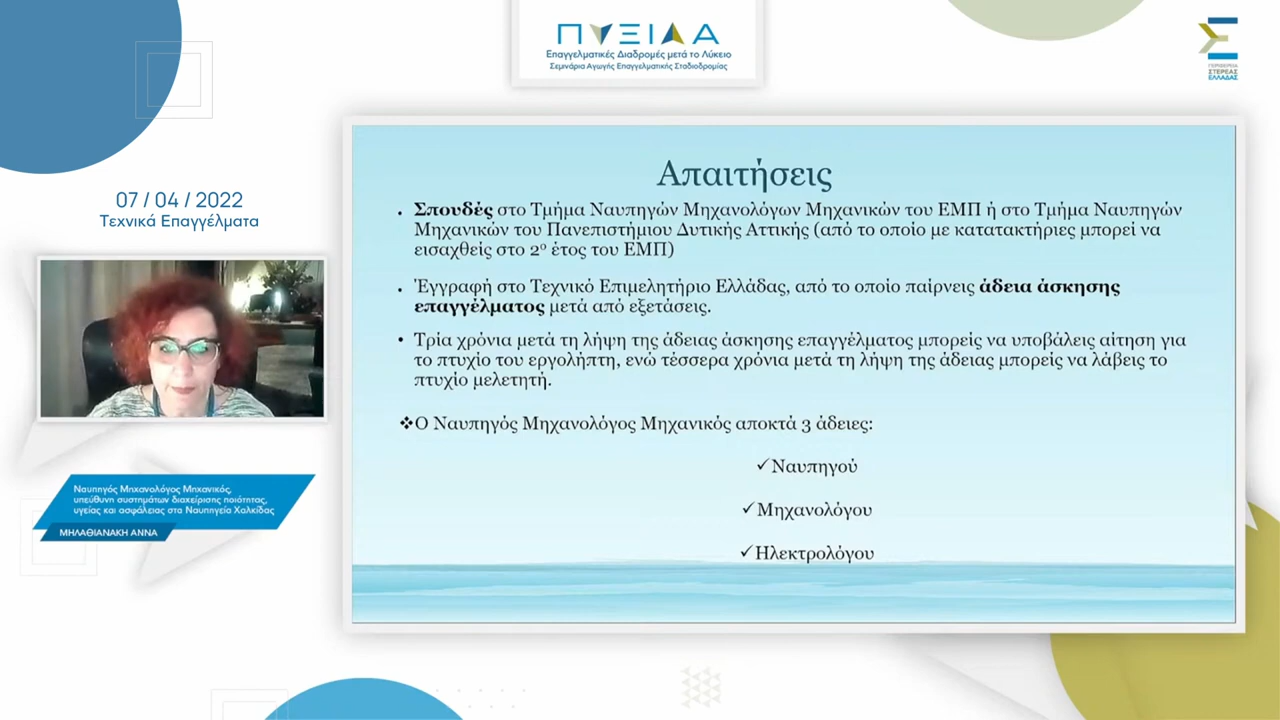 ΠΥΞΙΔΑ
Επαγγελματικές Διαδρομές μετά το Λύκειο
Σεμινάρια Αγωγής Επαγγελματικής Σταδιοδρομίας
ΠΕΡΙΦΕΡΕΙΑ
ΣΤΕΡΕΑΣ
ΕΛΛΑΔΑΣ
07 / 04 / 2022
Τεχνικά Επαγγέλματα
Ναυπηγός Μηχανολόγος Μηχανικός,
υπεύθυνη συστημάτων διαχείρισης ποιότητας,
υγείας και ασφάλειας στα Ναυπηγεία Χαλκίδας
ΜΗΛΑΘΙΑΝΑΚΗ ΑΝΝΑ
Απαιτήσεις
• Σπουδές στο Τμήμα Ναυπηγών Μηχανολόγων Μηχανικών του ΕΜΠ ή στο Τμήμα Ναυπηγών
Μηχανικών του Πανεπιστήμιου Δυτικής Αττικής (από το οποίο με κατατακτήριες μπορεί να
εισαχθείς στο 2ο έτος του ΕΜΠ)
• Έγγραφή στο Τεχνικό Επιμελητήριο Ελλάδας, από το οποίο παίρνεις άδεια άσκησης
επαγγέλματος μετά από εξετάσεις.
• Τρία χρόνια μετά τη λήψη της άδειας άσκησης επαγγέλματος μπορείς να υποβάλεις αίτηση για
το πτυχίο του εργολήπτη, ενώ τέσσερα χρόνια μετά τη λήψη της άδειας μπορείς να λάβεις το
πτυχίο μελετητή.
❖Ο Ναυπηγός Μηχανολόγος Μηχανικός αποκτά 3 άδειες:
✓Ναυπηγού
✓Μηχανολόγου
✓Ηλεκτρολόγου